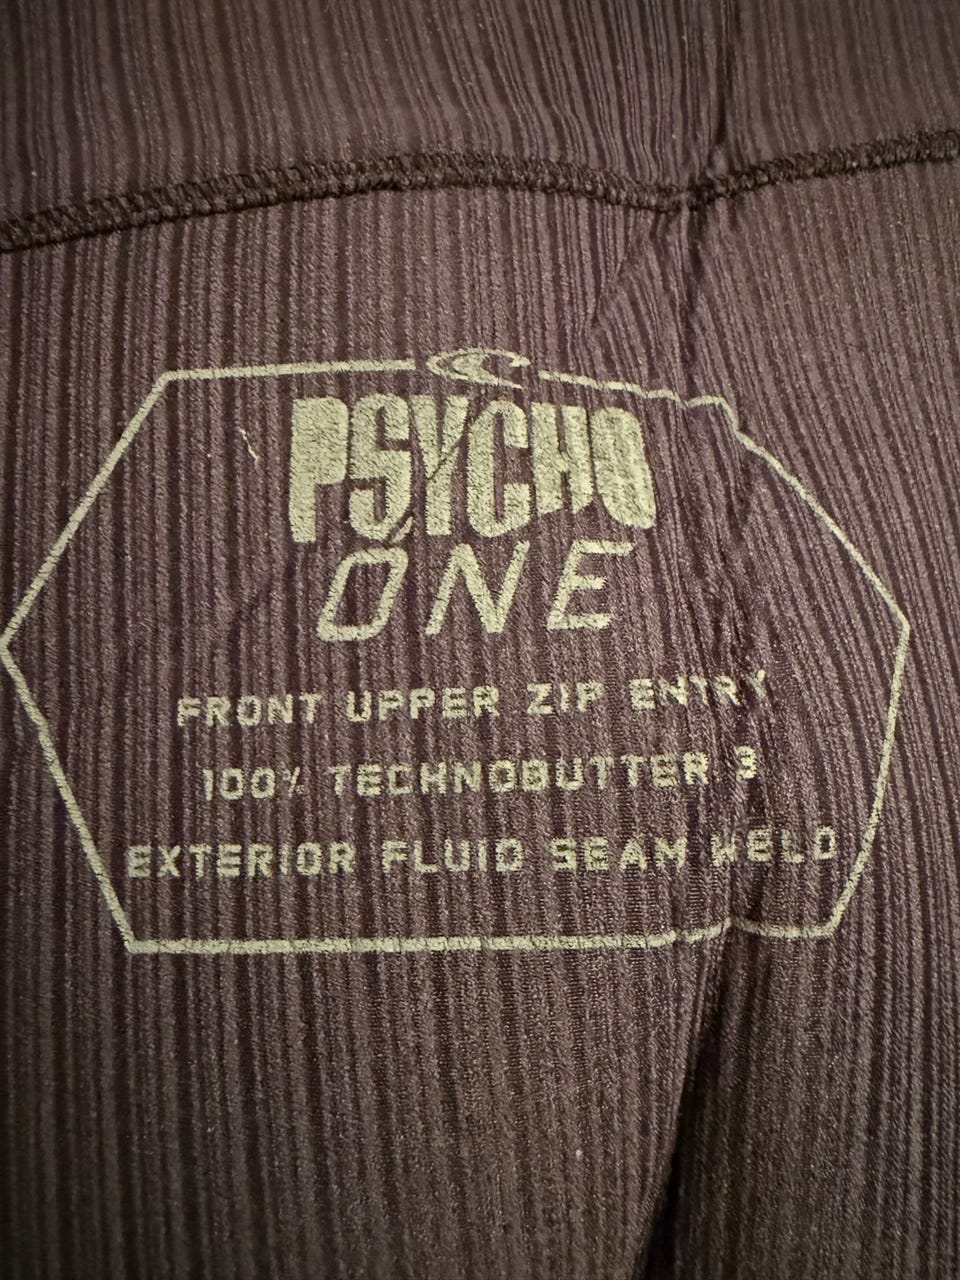 PSYCHO
ONE
FRONT UPPER ZIP ENTRY
100% TECHNOBUTTER 3
EXTERIOR FLUID SEAM WELD